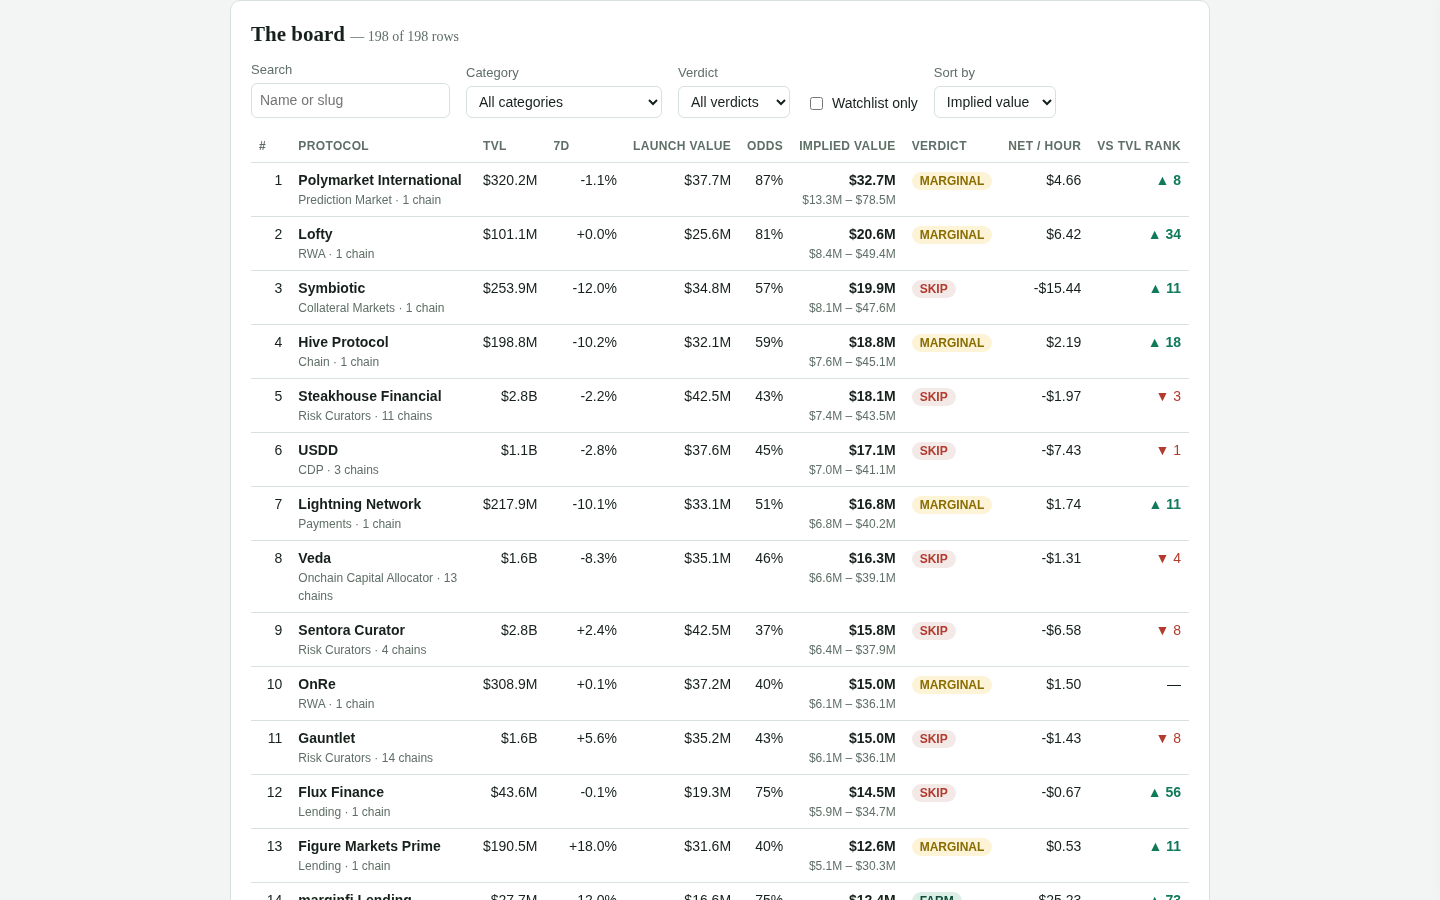 The board — 198 of 198 rows
Search Category Verdict Sort by
Name or slug All categories All verdicts Watchlist only Implied value
# PROTOCOL TVL 7D LAUNCH VALUE ODDS IMPLIED VALUE VERDICT NET / HOUR VS TVL RANK
1 Polymarket International $320.2M -1.1% $37.7M 87% $32.7M MARGINAL $4.66 ▲ 8
Prediction Market · 1 chain $13.3M – $78.5M
2 Lofty $101.1M +0.0% $25.6M 81% $20.6M MARGINAL $6.42 ▲ 34
RWA · 1 chain $8.4M – $49.4M
3 Symbiotic $253.9M -12.0% $34.8M 57% $19.9M SKIP -$15.44 ▲ 11
Collateral Markets · 1 chain $8.1M – $47.6M
4 Hive Protocol $198.8M -10.2% $32.1M 59% $18.8M MARGINAL $2.19 ▲ 18
Chain · 1 chain $7.6M – $45.1M
5 Steakhouse Financial $2.8B -2.2% $42.5M 43% $18.1M SKIP -$1.97 ▼ 3
Risk Curators · 11 chains $7.4M – $43.5M
6 USDD $1.1B -2.8% $37.6M 45% $17.1M SKIP -$7.43 ▼ 1
CDP · 3 chains $7.0M – $41.1M
7 Lightning Network $217.9M -10.1% $33.1M 51% $16.8M MARGINAL $1.74 ▲ 11
Payments · 1 chain $6.8M – $40.2M
8 Veda $1.6B -8.3% $35.1M 46% $16.3M SKIP -$1.31 ▼ 4
Onchain Capital Allocator · 13 $6.6M – $39.1M
chains
9 Sentora Curator $2.8B +2.4% $42.5M 37% $15.8M SKIP -$6.58 ▼ 8
Risk Curators · 4 chains $6.4M – $37.9M
10 OnRe $308.9M +0.1% $37.2M 40% $15.0M MARGINAL $1.50 —
RWA · 1 chain $6.1M – $36.1M
11 Gauntlet $1.6B +5.6% $35.2M 43% $15.0M SKIP -$1.43 ▼ 8
Risk Curators · 14 chains $6.1M – $36.1M
12 Flux Finance $43.6M -0.1% $19.3M 75% $14.5M SKIP -$0.67 ▲ 56
Lending · 1 chain $5.9M – $34.7M
13 Figure Markets Prime $190.5M +18.0% $31.6M 40% $12.6M MARGINAL $0.53 ▲ 11
Lending · 1 chain $5.1M – $30.3M
14 marginfi Lending 75% FARM